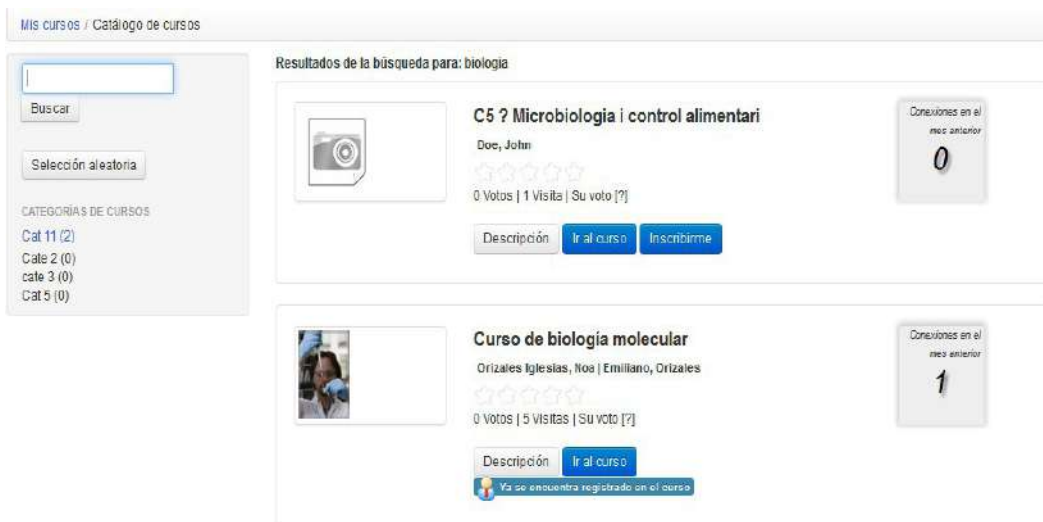 Mis cursos / Catálogo de cursos
Buscar
Selección aleatoria
CATEGORÍAS DE CURSOS
Cat 11 (2)
Cate 2 (0)
cate 3 (0)
Cat 5 (0)
Resultados de la búsqueda para: biologia
C5 ? Microbiologia i control alimentari
Doe, John
0 Votos | 1 Visita | Su voto [?]
Descripción Ir al curso Inscribirme
Conexiones en el
mes anterior
0
Curso de biología molecular
Orizales Iglesias, Noa | Emiliano, Orizales
0 Votos | 5 Visitas | Su voto [?]
Descripción Ir al curso
Ya se encuentra registrado en el curso
Conexiones en el
mes anterior
1